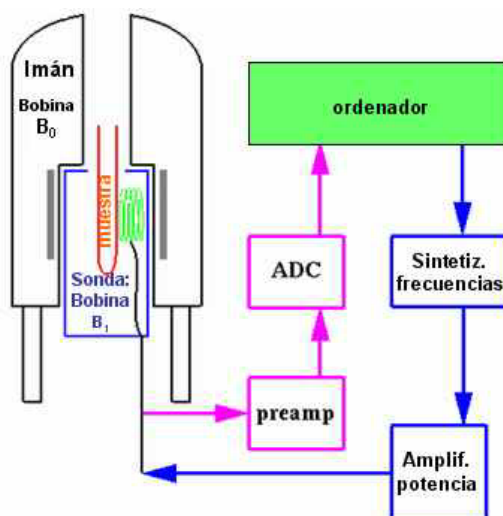 Imán
Bobina
B₀
muestra
Sonda:
Bobina
B₁
ordenador
ADC
preamp
Sintetiz.
frecuencias
Amplif.
potencia